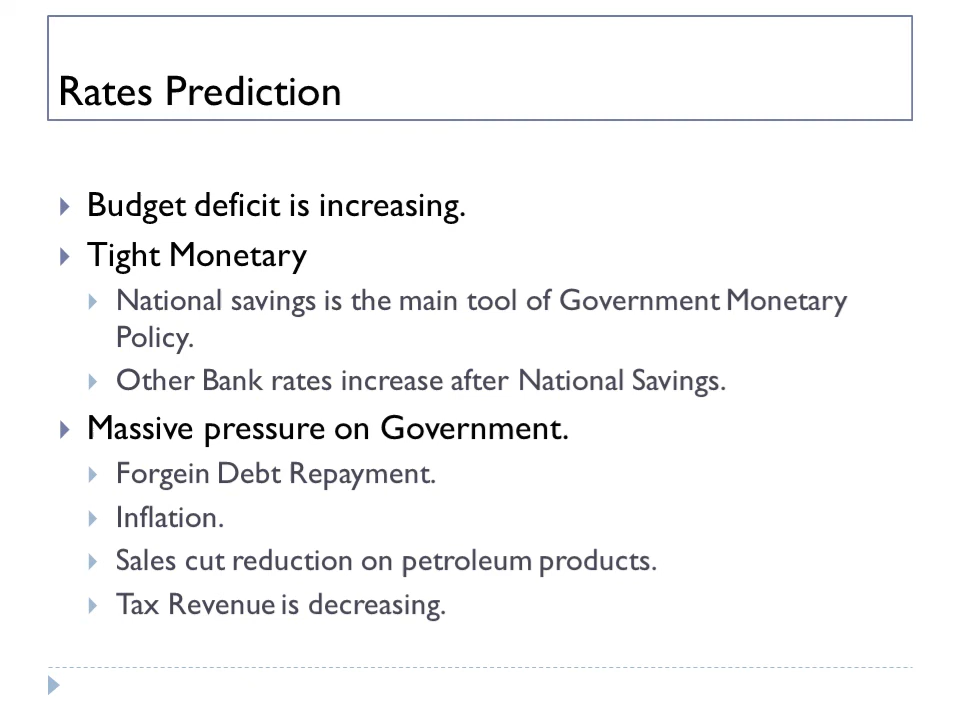 Rates Prediction
Budget deficit is increasing.
Tight Monetary
National savings is the main tool of Government Monetary
Policy.
Other Bank rates increase after National Savings.
Massive pressure on Government.
Forgein Debt Repayment.
Inflation.
Sales cut reduction on petroleum products.
Tax Revenue is decreasing.